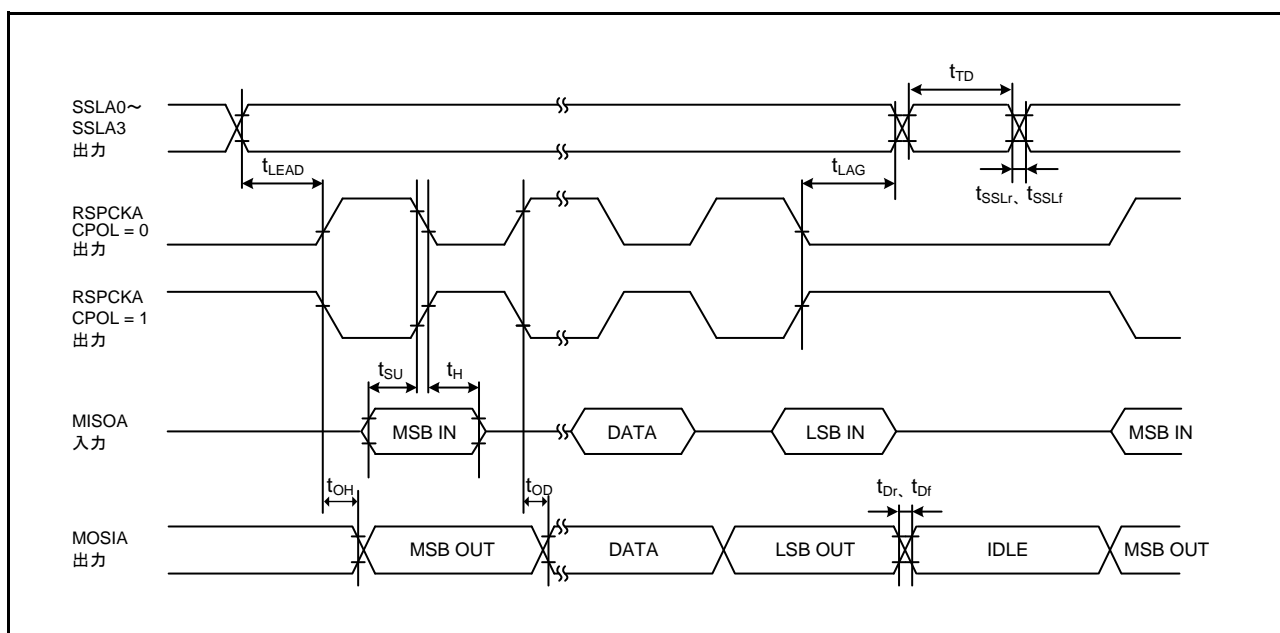 tTD
SSLA0～
SSLA3
出力
tLEAD
tLAG
tSSLr、tSSLf
RSPCKA
CPOL = 0
出力
RSPCKA
CPOL = 1
出力
tSU
tH
MISOA
入力
MSB IN
DATA
LSB IN
MSB IN
tOH
tOD
tDr、tDf
MOSIA
出力
MSB OUT
DATA
LSB OUT
IDLE
MSB OUT